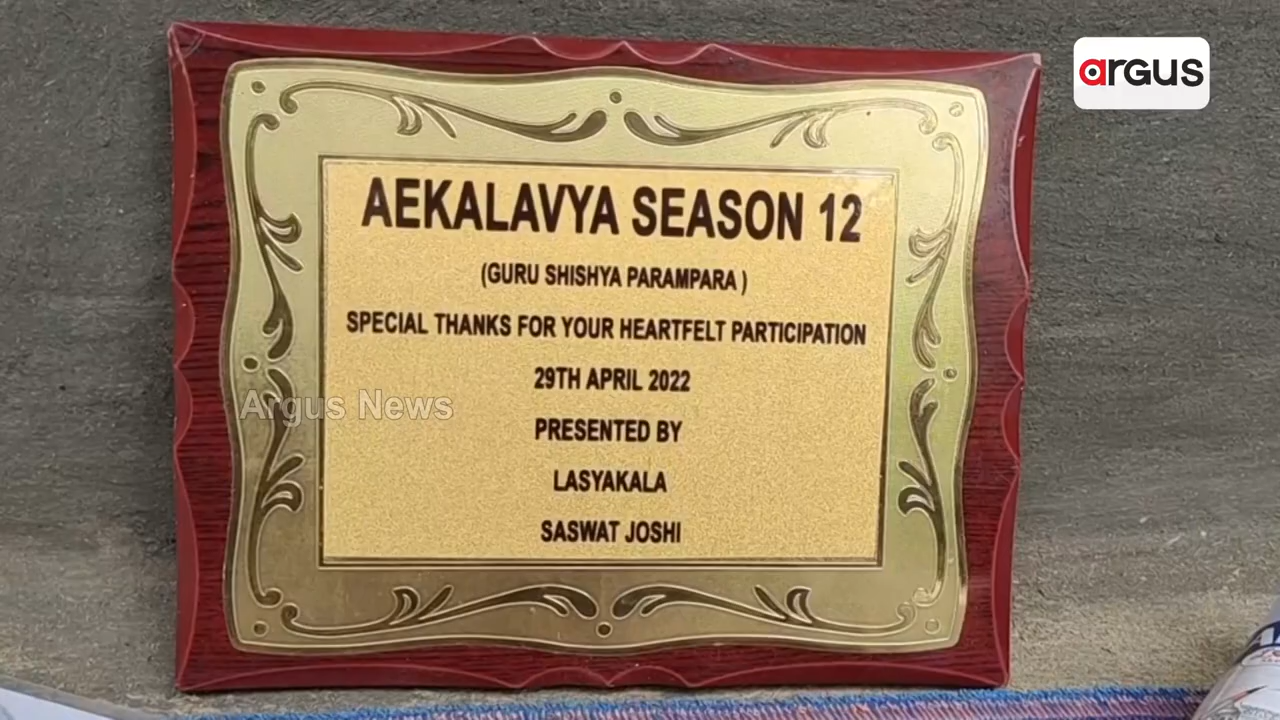 argus
AEKALAVYA SEASON 12
(GURU SHISHYA PARAMPARA )
SPECIAL THANKS FOR YOUR HEARTFELT PARTICIPATION
29TH APRIL 2022
Argus News
PRESENTED BY
LASYAKALA
SASWAT JOSHI